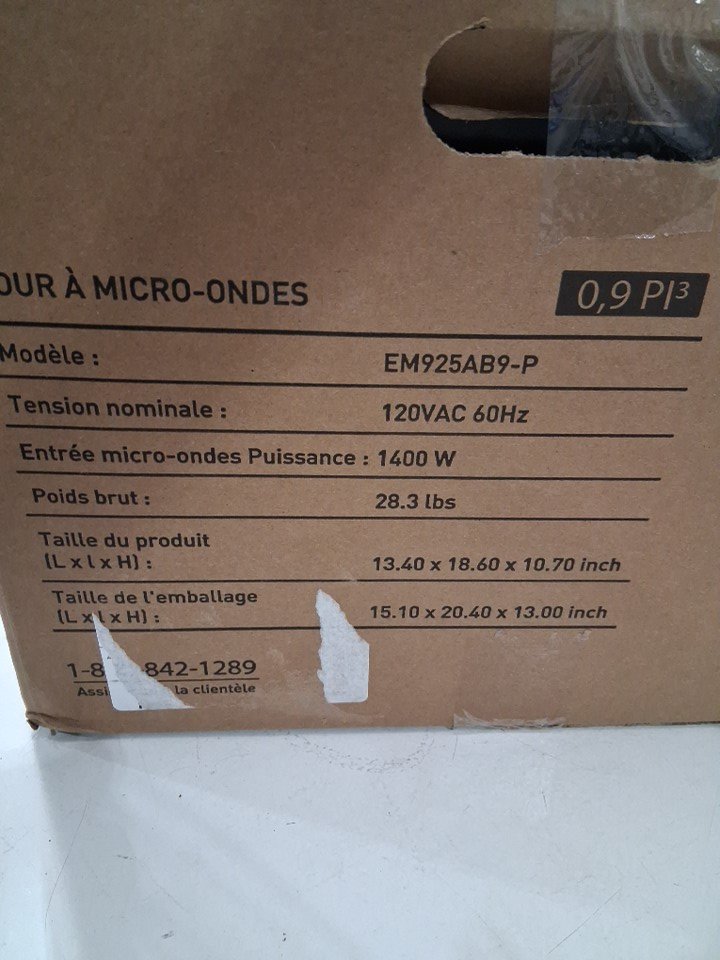 OUR À MICRO-ONDES
0,9 PI³
Modèle : EM925AB9-P
Tension nominale : 120VAC 60Hz
Entrée micro-ondes Puissance : 1400 W
Poids brut : 28.3 lbs
Taille du produit
(L x l x H) : 13.40 x 18.60 x 10.70 inch
Taille de l'emballage
(L x l x H) : 15.10 x 20.40 x 13.00 inch
1-8 842-1289
la clientèle